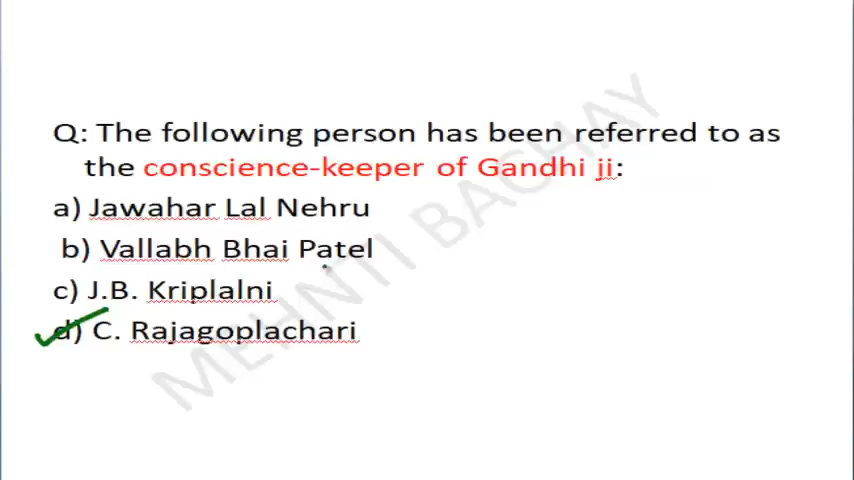 Q: The following person has been referred to as
the conscience-keeper of Gandhi ji:
a) Jawahar Lal Nehru
b) Vallabh Bhai Patel
c) J.B. Kriplalni
d) C. Rajagoplachari
MEHNTI BACHAY